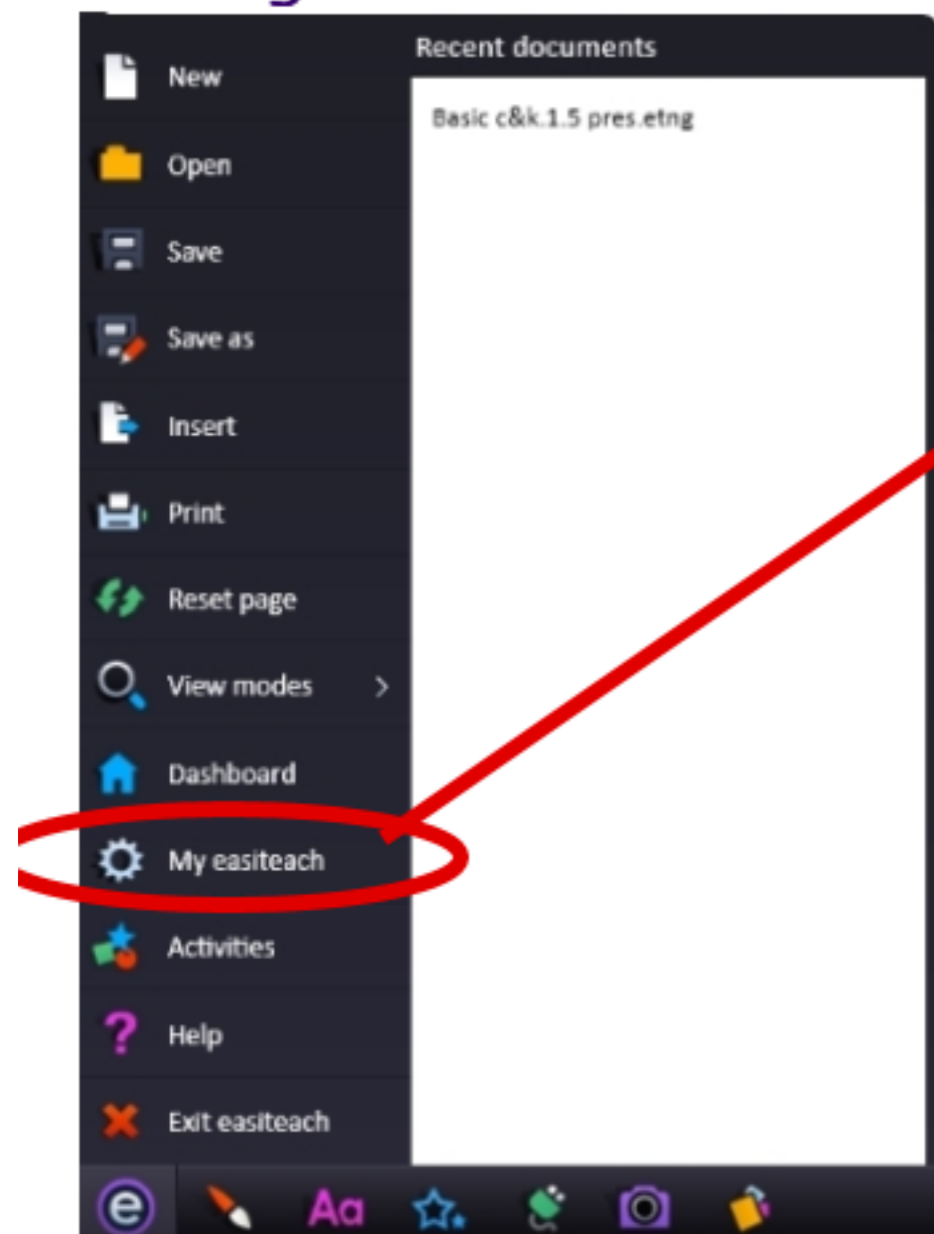 Recent documents
New
Basic c&k.1.5 pres.etng
Open
Save
Save as
Insert
Print
Reset page
View modes >
Dashboard
My easiteach
Activities
? Help
Exit easiteach
e Aa